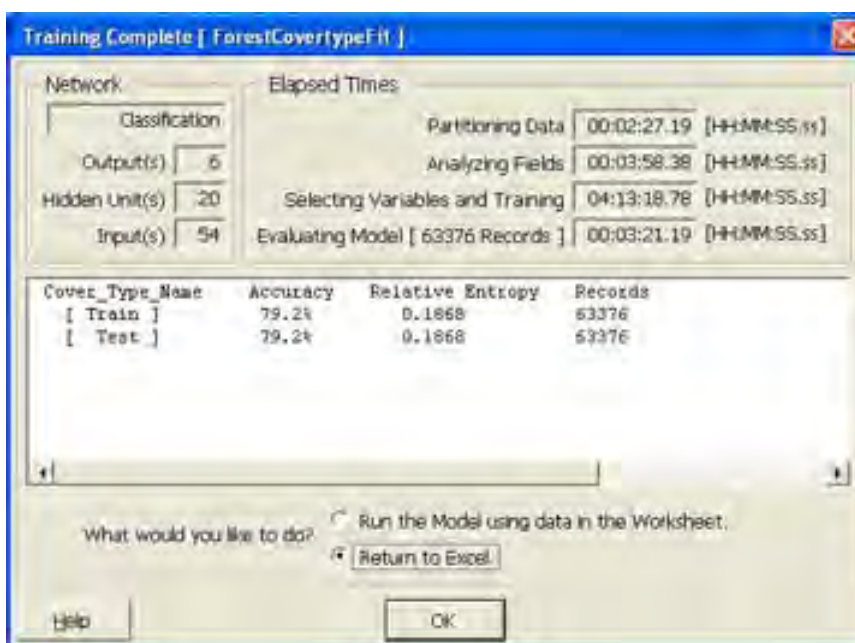 Training Complete [ ForestCovertypeFit ]
Network
Classification
Output(s) 6
Hidden Unit(s) 20
Input(s) 54
Elapsed Times
Partitioning Data 00:02:27.19 [HH:MM:SS.ss]
Analyzing Fields 00:03:58.38 [HH:MM:SS.ss]
Selecting Variables and Training 04:13:18.78 [HH:MM:SS.ss]
Evaluating Model [ 63376 Records ] 00:03:21.19 [HH:MM:SS.ss]
Cover_Type_Name Accuracy Relative Entropy Records
[ Train ] 79.2% 0.1868 63376
[ Test ] 79.2% 0.1868 63376
What would you like to do?
Run the Model using data in the Worksheet.
Return to Excel.
Help
OK